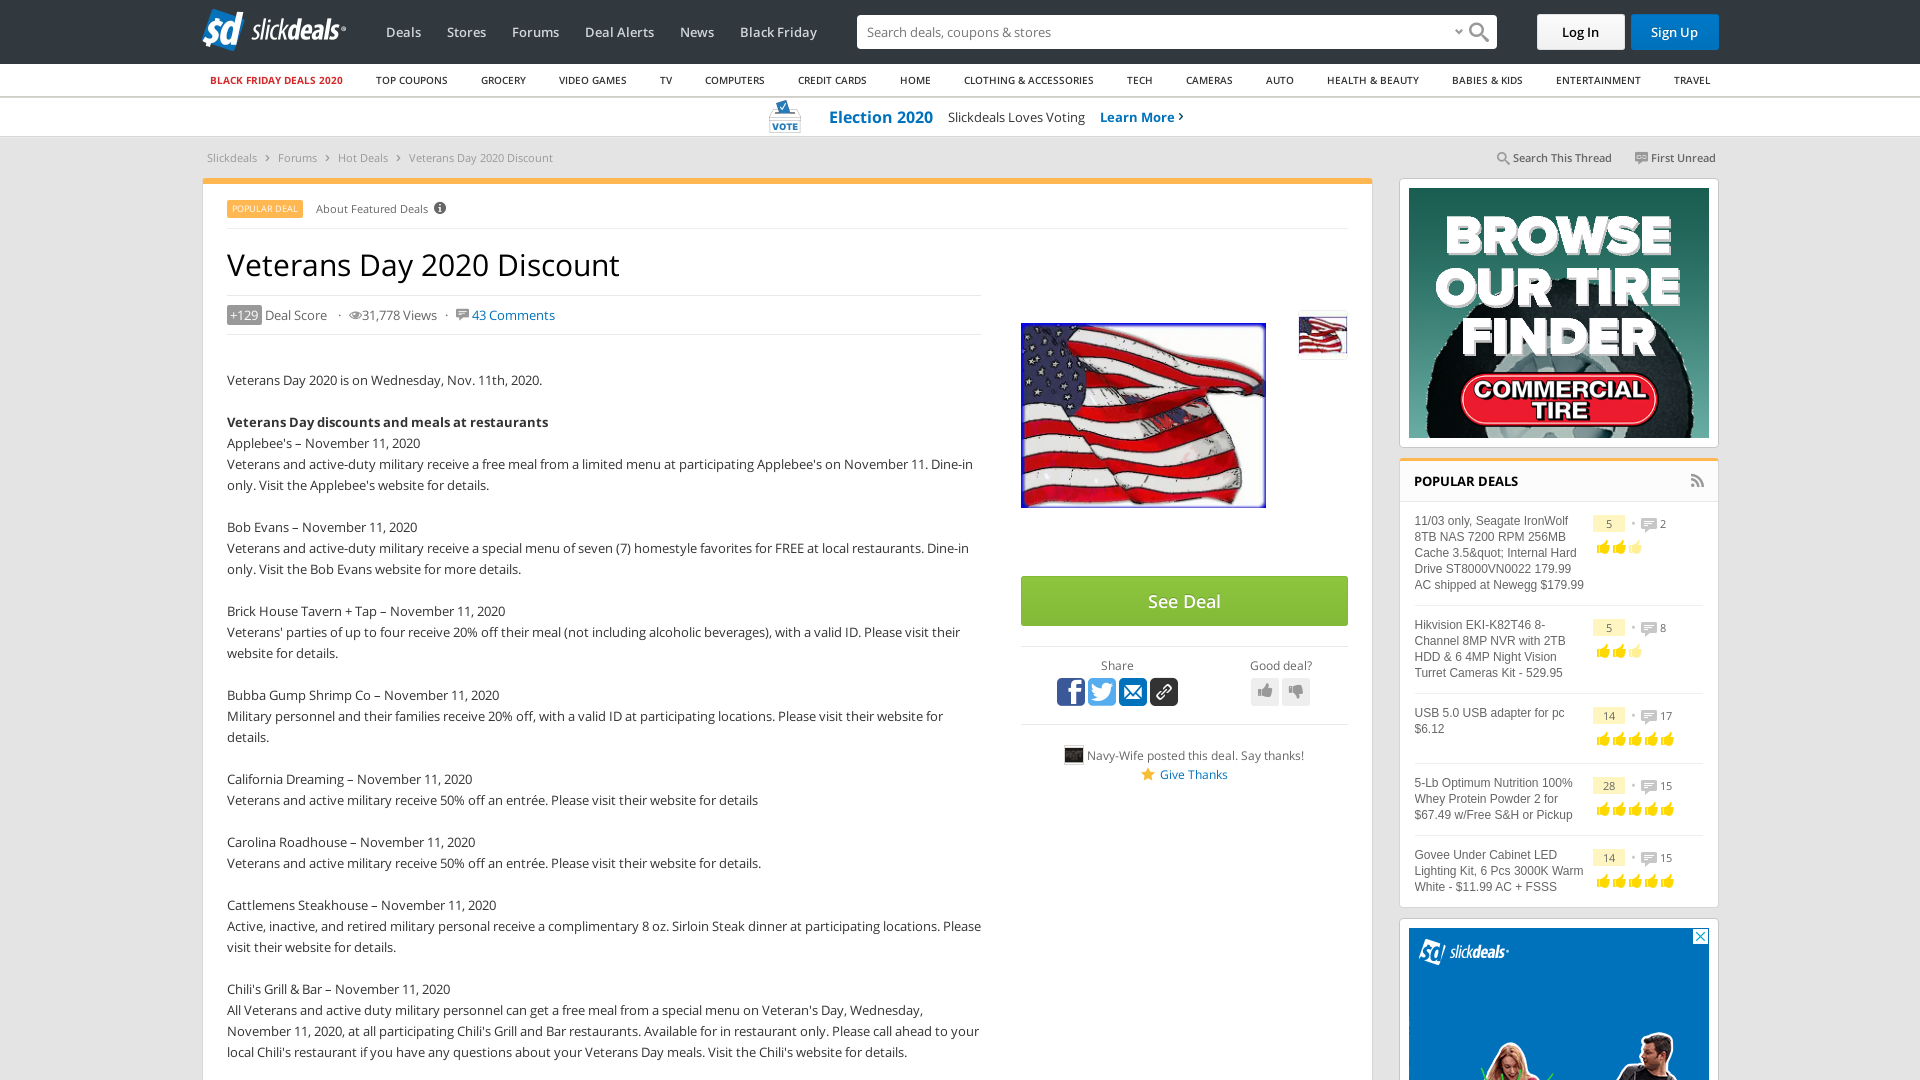 slickdeals
Deals
Stores
Forums
Deal Alerts
News
Black Friday
Search deals, coupons & stores
Log In
Sign Up
BLACK FRIDAY DEALS 2020
TOP COUPONS
GROCERY
VIDEO GAMES
TV
COMPUTERS
CREDIT CARDS
HOME
CLOTHING & ACCESSORIES
TECH
CAMERAS
AUTO
HEALTH & BEAUTY
BABIES & KIDS
ENTERTAINMENT
TRAVEL
VOTE
Election 2020 Slickdeals Loves Voting Learn More
Slickdeals › Forums › Hot Deals › Veterans Day 2020 Discount
Search This Thread
First Unread
POPULAR DEAL
About Featured Deals
Veterans Day 2020 Discount
+129 Deal Score · 31,778 Views · 43 Comments
Veterans Day 2020 is on Wednesday, Nov. 11th, 2020.
Veterans Day discounts and meals at restaurants
Applebee's – November 11, 2020
Veterans and active-duty military receive a free meal from a limited menu at participating Applebee's on November 11. Dine-in
only. Visit the Applebee's website for details.
Bob Evans – November 11, 2020
Veterans and active-duty military receive a special menu of seven (7) homestyle favorites for FREE at local restaurants. Dine-in
only. Visit the Bob Evans website for more details.
Brick House Tavern + Tap – November 11, 2020
Veterans' parties of up to four receive 20% off their meal (not including alcoholic beverages), with a valid ID. Please visit their
website for details.
Bubba Gump Shrimp Co – November 11, 2020
Military personnel and their families receive 20% off, with a valid ID at participating locations. Please visit their website for
details.
California Dreaming – November 11, 2020
Veterans and active military receive 50% off an entrée. Please visit their website for details
Carolina Roadhouse – November 11, 2020
Veterans and active military receive 50% off an entrée. Please visit their website for details.
Cattlemens Steakhouse – November 11, 2020
Active, inactive, and retired military personal receive a complimentary 8 oz. Sirloin Steak dinner at participating locations. Please
visit their website for details.
Chili's Grill & Bar – November 11, 2020
All Veterans and active duty military personnel can get a free meal from a special menu on Veteran's Day, Wednesday,
November 11, 2020, at all participating Chili's Grill and Bar restaurants. Available for in restaurant only. Please call ahead to your
local Chili's restaurant if you have any questions about your Veterans Day meals. Visit the Chili's website for details.
See Deal
Share
Good deal?
Navy-Wife posted this deal. Say thanks!
Give Thanks
BROWSE
OUR TIRE
FINDER
COMMERCIAL
TIRE
POPULAR DEALS
11/03 only, Seagate IronWolf
8TB NAS 7200 RPM 256MB
Cache 3.5&quot; Internal Hard
Drive ST8000VN0022 179.99
AC shipped at Newegg $179.99
5 • 2
Hikvision EKI-K82T46 8-
Channel 8MP NVR with 2TB
HDD & 6 4MP Night Vision
Turret Cameras Kit - 529.95
5 • 8
USB 5.0 USB adapter for pc
$6.12
14 • 17
5-Lb Optimum Nutrition 100%
Whey Protein Powder 2 for
$67.49 w/Free S&H or Pickup
28 • 15
Govee Under Cabinet LED
Lighting Kit, 6 Pcs 3000K Warm
White - $11.99 AC + FSSS
14 • 15
slickdeals